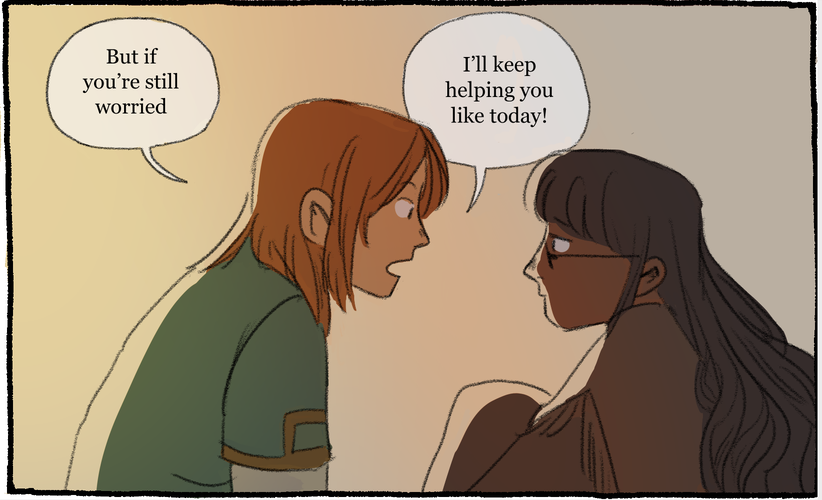 But if
you're still
worried
I'll keep
helping you
like today!